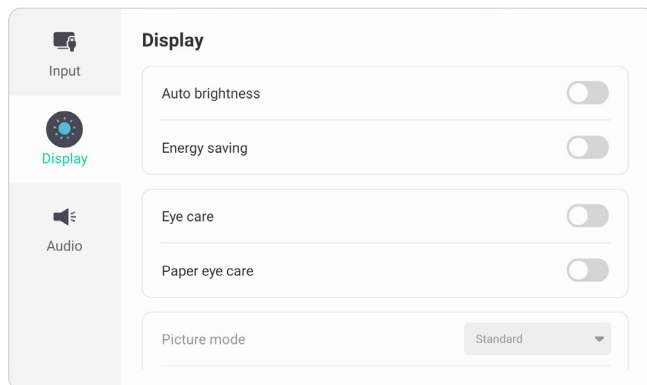 Input
Display
Audio
Display
Auto brightness
Energy saving
Eye care
Paper eye care
Picture mode
Standard